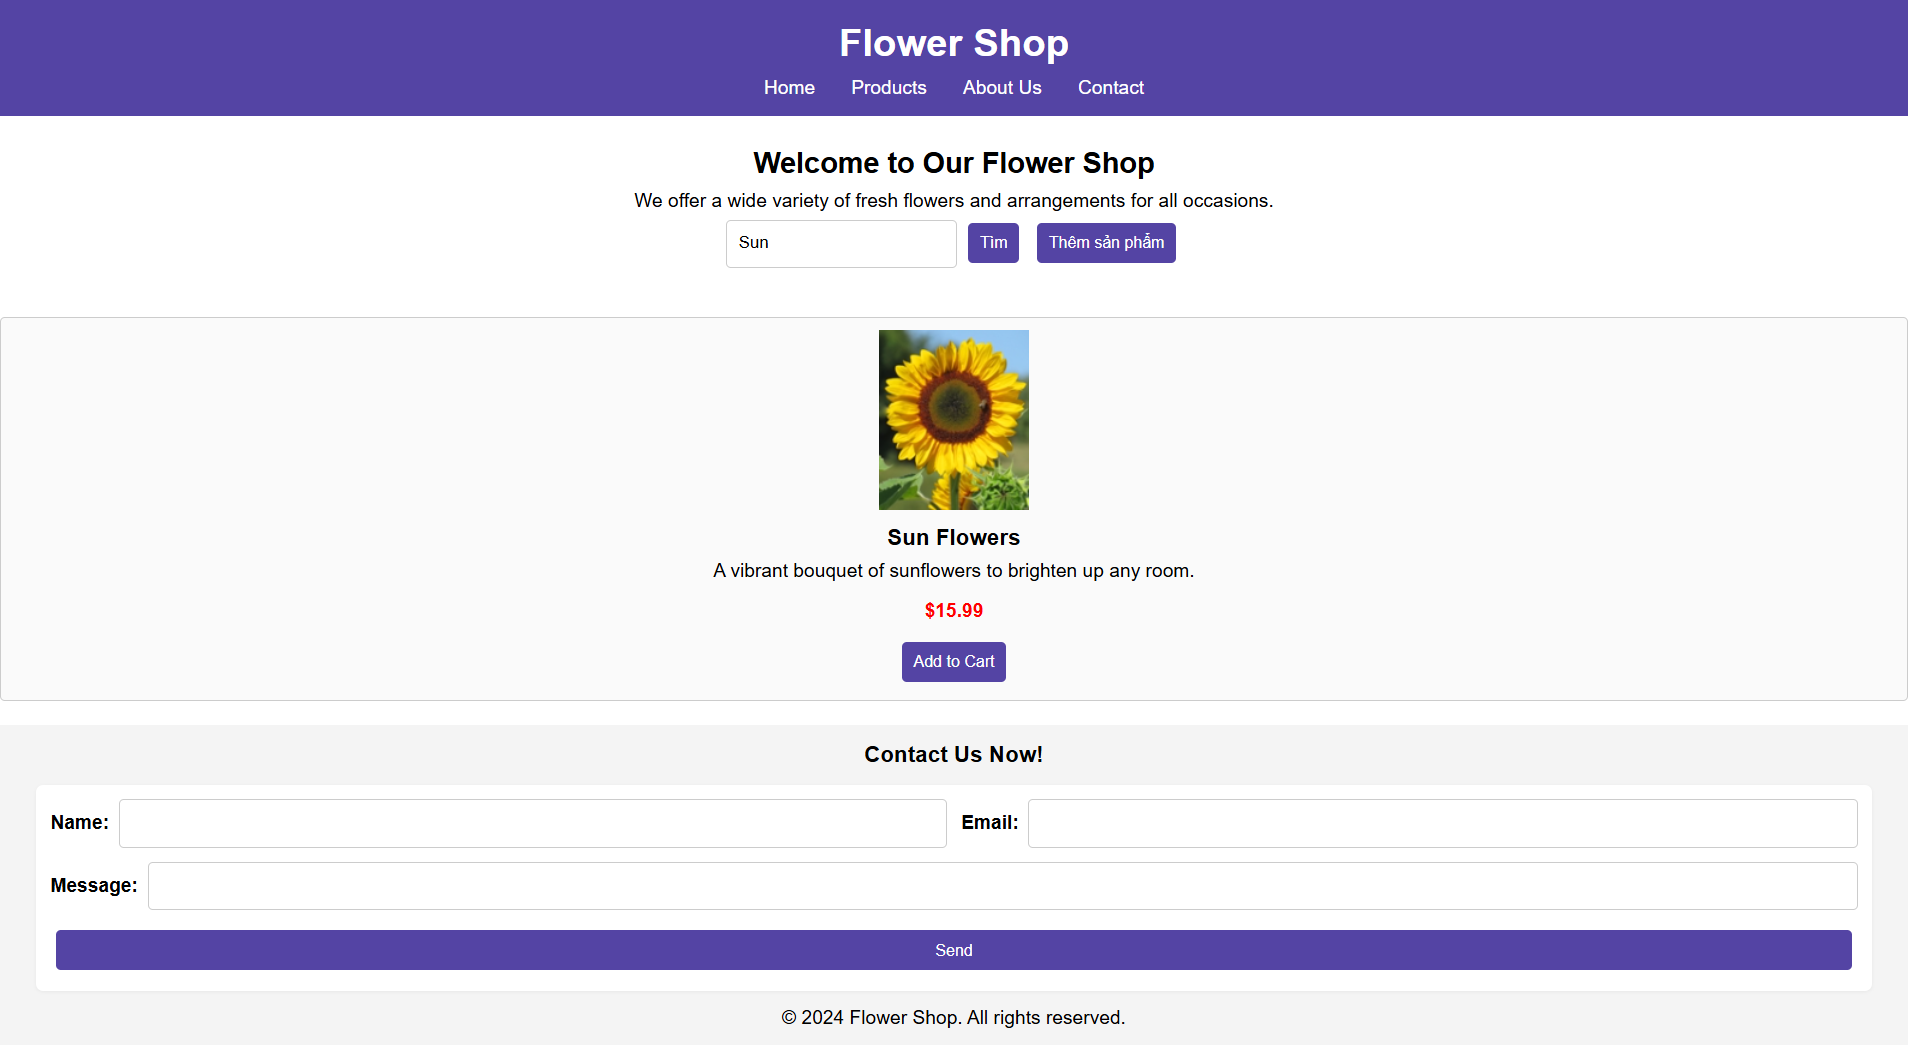 Flower Shop
Home Products About Us Contact
Welcome to Our Flower Shop
We offer a wide variety of fresh flowers and arrangements for all occasions.
Sun Tìm Thêm sản phẩm
Sun Flowers
A vibrant bouquet of sunflowers to brighten up any room.
$15.99
Add to Cart
Contact Us Now!
Name: Email:
Message:
Send
© 2024 Flower Shop. All rights reserved.